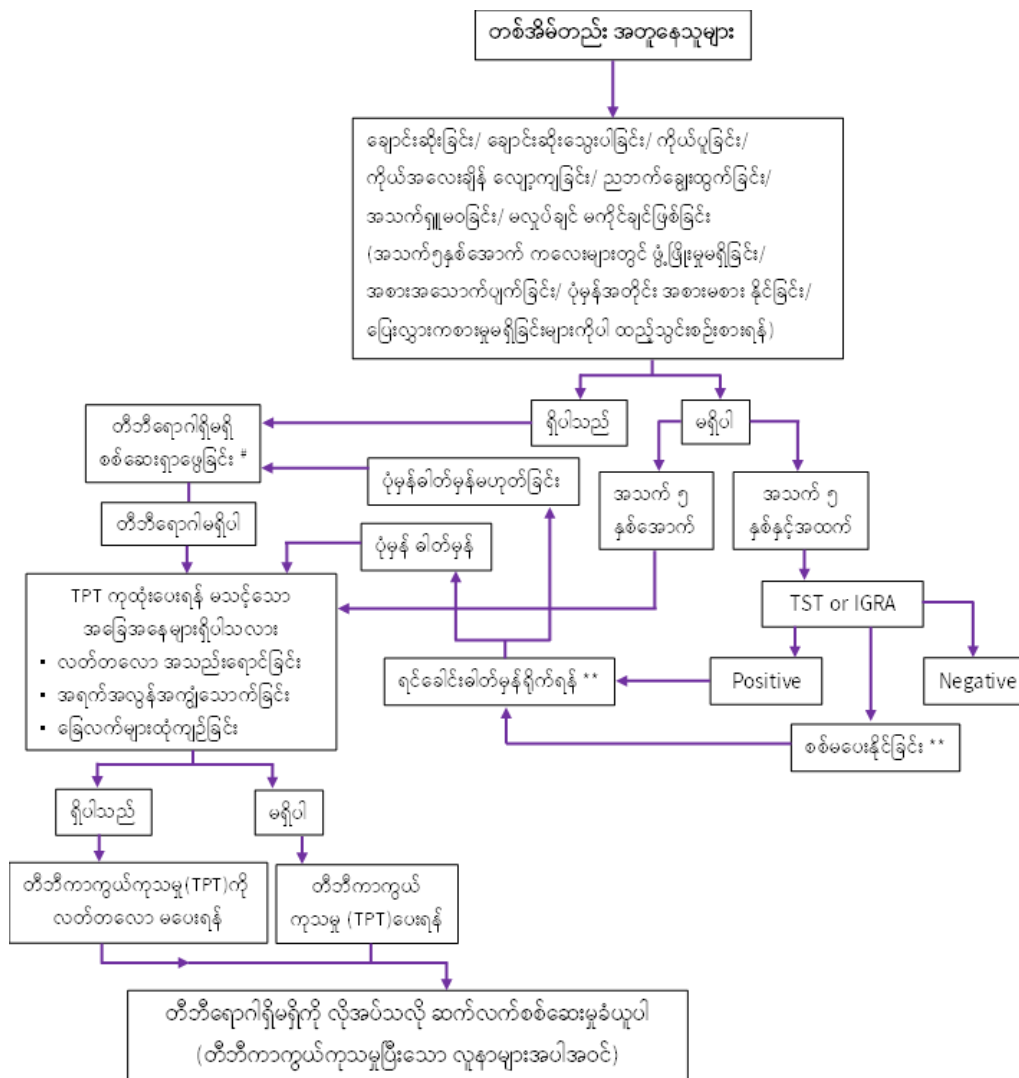 တစ်အိမ်တည်း အတူနေသူများ
ချောင်းဆိုးခြင်း/ ချောင်းဆိုးသွေးပါခြင်း/ ကိုယ်ပူခြင်း/
ကိုယ်အလေးချိန် လျော့ကျခြင်း/ ညဘက်ချွေးထွက်ခြင်း/
အသက်ရှူမဝခြင်း/ မလှုပ်ချင် မကိုင်ချင်ဖြစ်ခြင်း
(အသက်၅နှစ်အောက် ကလေးများတွင် ဖွံ့ဖြိုးမှုမရှိခြင်း/
အစားအသောက်ပျက်ခြင်း/ ပုံမှန်အတိုင်း အစားမစား နိုင်ခြင်း/
ပြေးလွှားကစားမှုမရှိခြင်းများကိုပါ ထည့်သွင်းစဉ်းစားရန်)
ရှိပါသည်
မရှိပါ
တီဘီရောဂါရှိမရှိ
စစ်ဆေးရှာဖွေခြင်း #
ပုံမှန်ဓါတ်မှန်မဟုတ်ခြင်း
အသက် ၅
နှစ်အောက်
အသက် ၅
နှစ်နှင့်အထက်
တီဘီရောဂါမရှိပါ
ပုံမှန် ဓါတ်မှန်
TPT ကုထုံးပေးရန် မသင့်သော
အခြေအနေများရှိပါသလား
▪ လတ်တလော အသည်းရောင်ခြင်း
▪ အရက်အလွန်အကျွံသောက်ခြင်း
▪ ခြေလက်များထုံကျဉ်ခြင်း
TST or IGRA
ရင်ခေါင်းဓါတ်မှန်ရိုက်ရန် **
Positive
Negative
စစ်မပေးနိုင်ခြင်း **
ရှိပါသည်
မရှိပါ
တီဘီကာကွယ်ကုသမှု(TPT)ကို
လတ်တလော မပေးရန်
တီဘီကာကွယ်
ကုသမှု (TPT)ပေးရန်
တီဘီရောဂါရှိမရှိကို လိုအပ်သလို ဆက်လက်စစ်ဆေးမှုခံယူပါ
(တီဘီကာကွယ်ကုသမှုပြီးသော လူနာများအပါအဝင်)